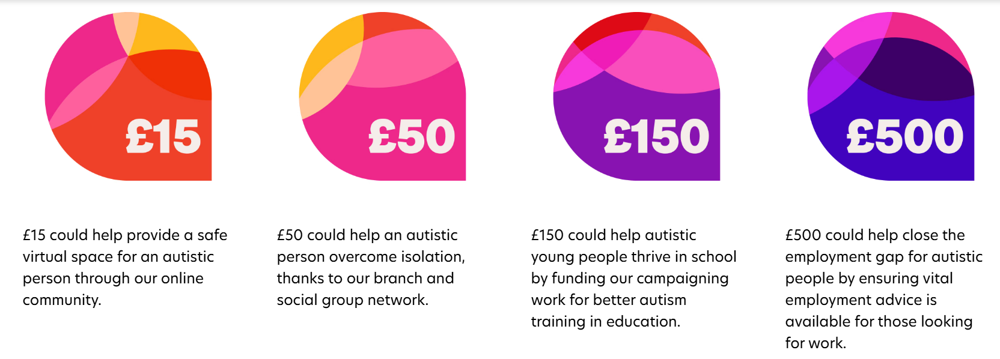 £15
£50
£150
£500
£15 could help provide a safe
virtual space for an autistic
person through our online
community.
£50 could help an autistic
person overcome isolation,
thanks to our branch and
social group network.
£150 could help autistic
young people thrive in school
by funding our campaigning
work for better autism
training in education.
£500 could help close the
employment gap for autistic
people by ensuring vital
employment advice is
available for those looking
for work.